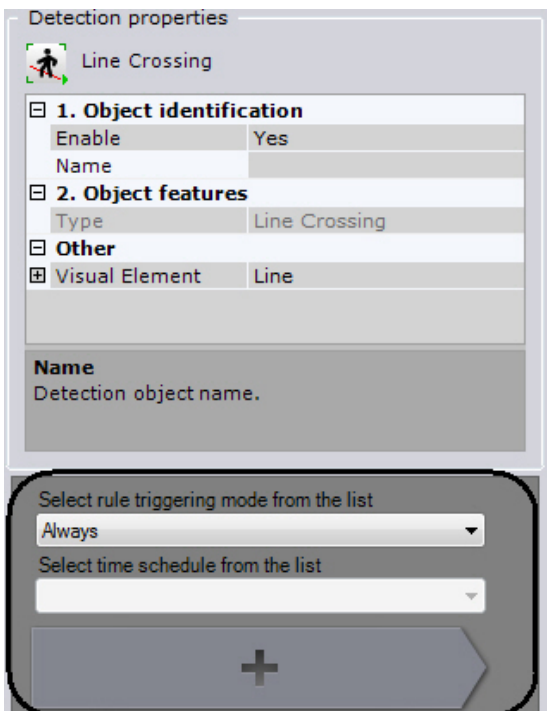 Detection properties
Line Crossing
1. Object identification
Enable Yes
Name
2. Object features
Type Line Crossing
Other
Visual Element Line
Name
Detection object name.
Select rule triggering mode from the list
Always
Select time schedule from the list